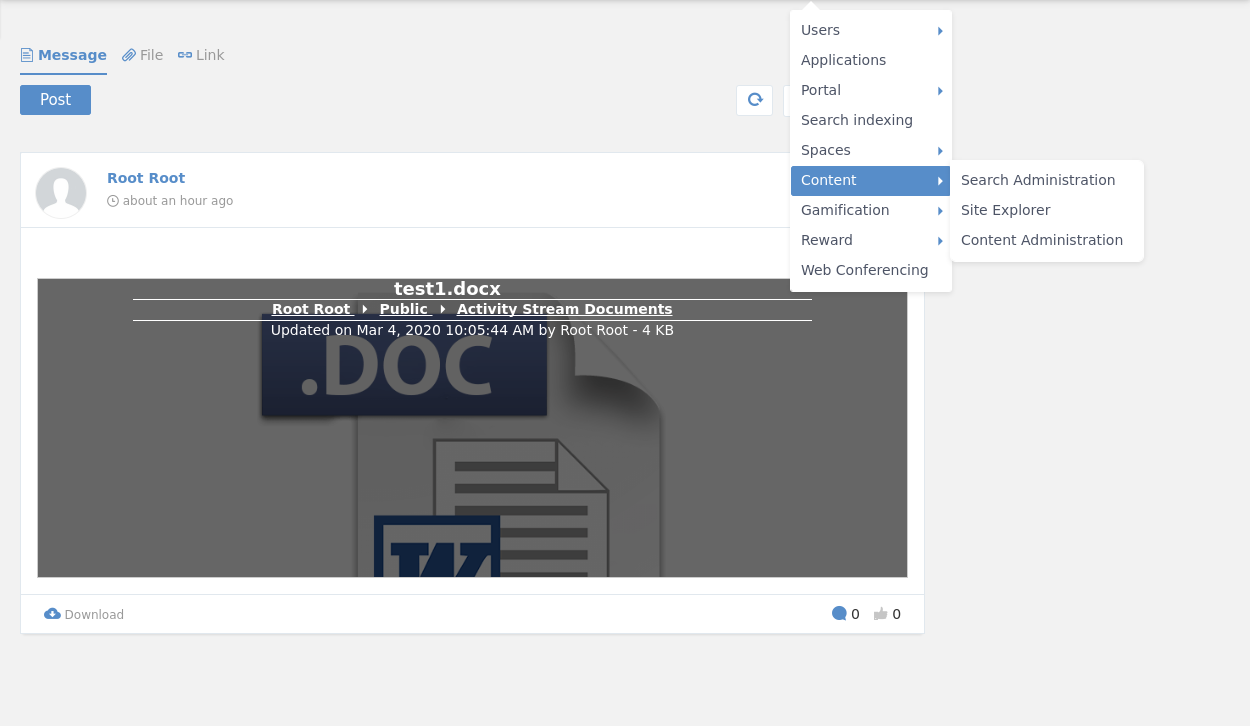 Message File Link
Post
Root Root
about an hour ago
test1.docx
Root Root Public Activity Stream Documents
Updated on Mar 4, 2020 10:05:44 AM by Root Root - 4 KB
.DOC
W
Download
0 0
Users
Applications
Portal
Search indexing
Spaces
Content
Gamification
Reward
Web Conferencing
Search Administration
Site Explorer
Content Administration